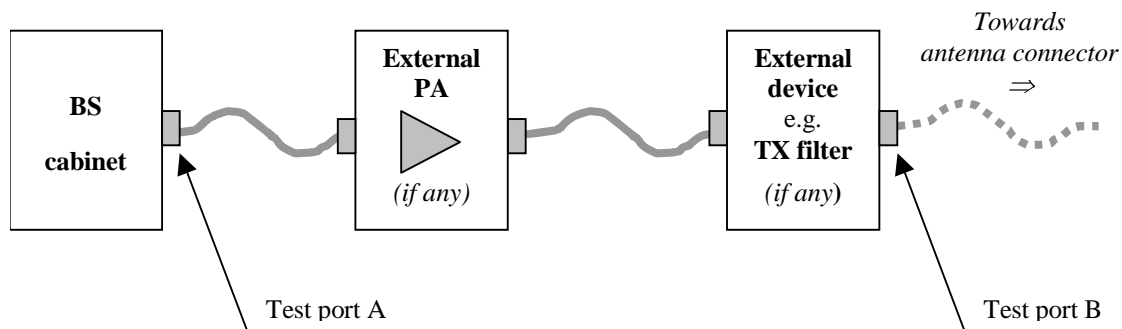 BS
cabinet
External
PA
(if any)
External
device
e.g.
TX filter
(if any)
Towards
antenna connector
⇒
Test port A
Test port B